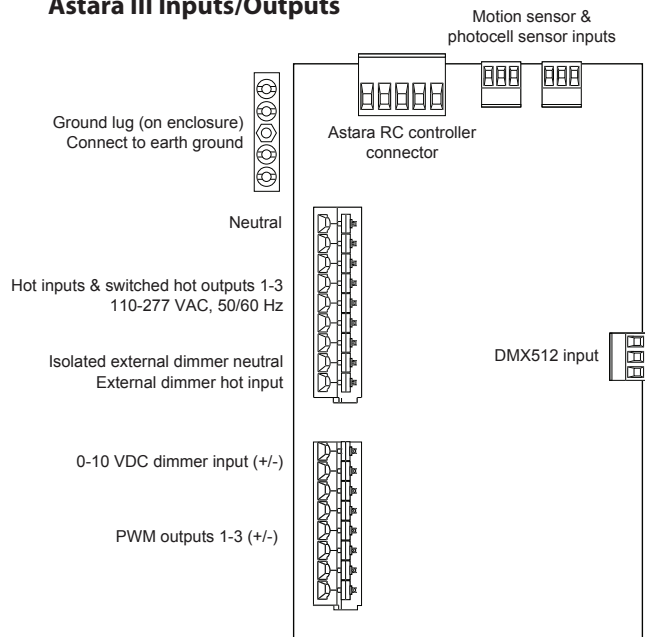 Astara III Inputs/Outputs
Motion sensor &
photocell sensor inputs
Ground lug (on enclosure)
Connect to earth ground
Astara RC controller
connector
Neutral
Hot inputs & switched hot outputs 1-3
110-277 VAC, 50/60 Hz
Isolated external dimmer neutral
External dimmer hot input
DMX512 input
0-10 VDC dimmer input (+/-)
PWM outputs 1-3 (+/-)